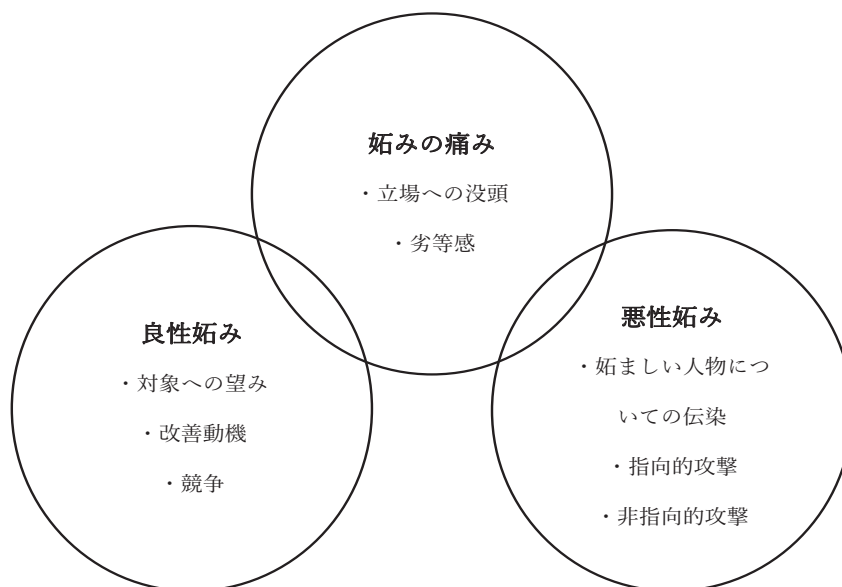 妬みの痛み
・立場への没頭
・劣等感
良性妬み
・対象への望み
・改善動機
・競争
悪性妬み
・妬ましい人物につ
いての伝染
・指向的攻撃
・非指向的攻撃